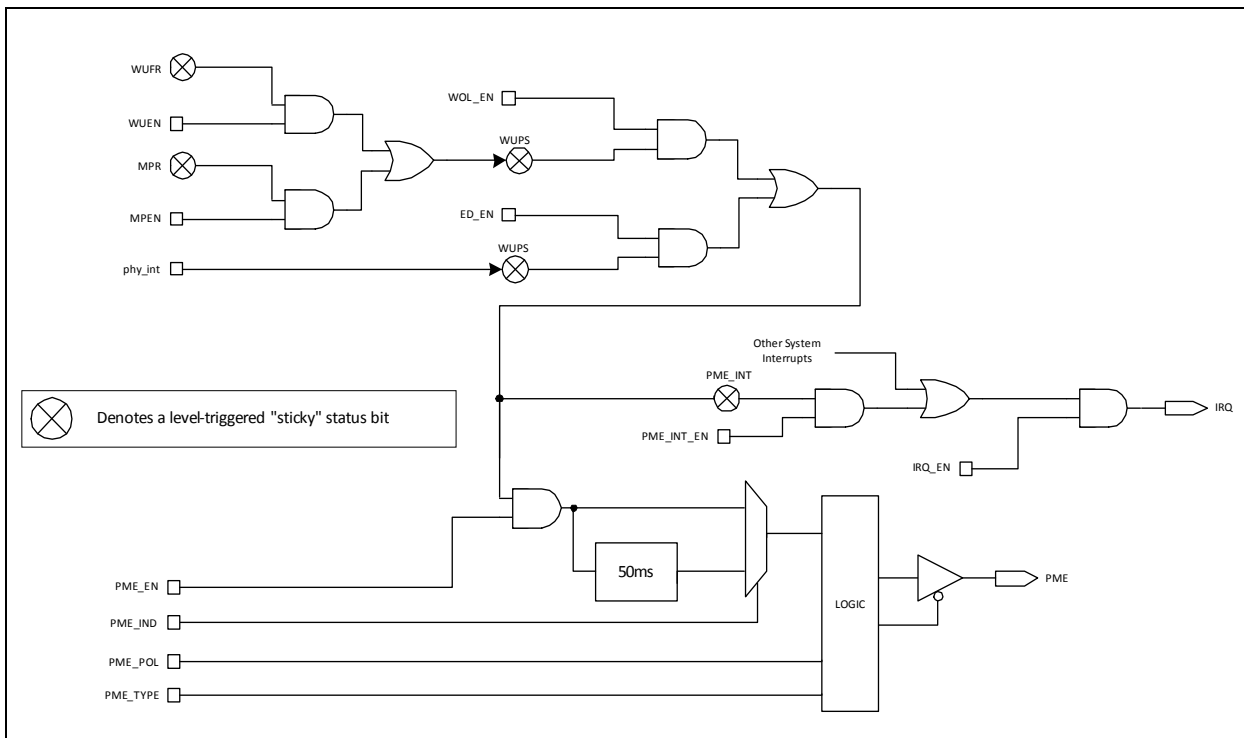 WUFR
WOL_EN
WUEN
WUPS
MPR
MPEN
ED_EN
WUPS
phy_int
Other System
Interrupts
PME_INT
IRQ
Denotes a level-triggered "sticky" status bit
PME_INT_EN
IRQ_EN
50ms
PME_EN
PME
LOGIC
PME_IND
PME_POL
PME_TYPE